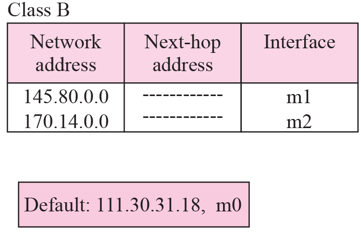 Class B
Network address Next-hop address Interface
145.80.0.0 ------------- m1
170.14.0.0 ------------- m2
Default: 111.30.31.18, m0